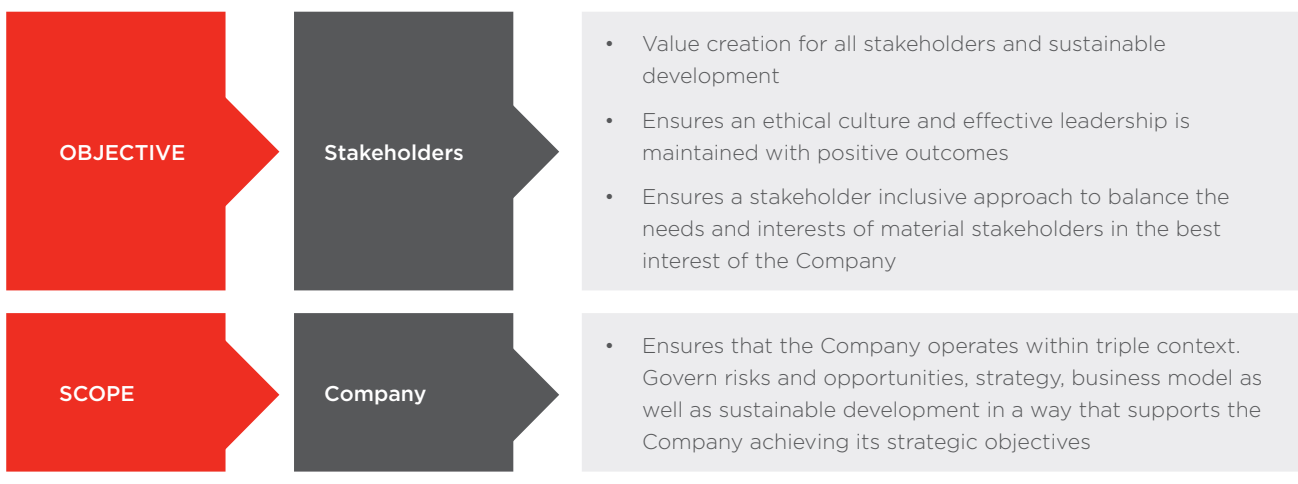 OBJECTIVE
Stakeholders
• Value creation for all stakeholders and sustainable
development
• Ensures an ethical culture and effective leadership is
maintained with positive outcomes
• Ensures a stakeholder inclusive approach to balance the
needs and interests of material stakeholders in the best
interest of the Company
SCOPE
Company
• Ensures that the Company operates within triple context.
Govern risks and opportunities, strategy, business model as
well as sustainable development in a way that supports the
Company achieving its strategic objectives